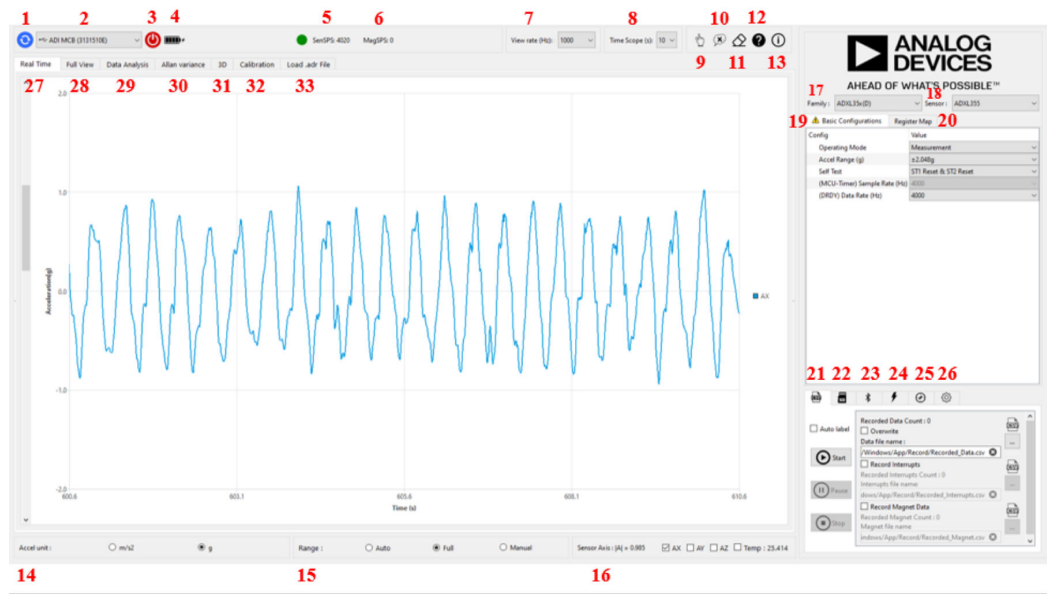 1 2 3 4 5 6 7 8 10 12
ADI MCB (3131510E) SenSPS: 4020 MagSPS: 0 View rate (Hz): 1000 Time Scope (s): 10
9 11 13
ANALOG
DEVICES
AHEAD OF WHAT'S POSSIBLE™
Real Time Full View Data Analysis Allan variance 3D Calibration Load .adr File
27 28 29 30 31 32 33
17 18
Family: ADXL35x(D) Sensor: ADXL355
19 Basic Configurations Register Map 20
Config Value
Operating Mode Measurement
Accel Range (g) ±2.048g
Self Test ST1 Reset & ST2 Reset
(MCU-Timer) Sample Rate (Hz) 4000
(DRDY) Data Rate (Hz) 4000
2.0
1.0
0.0
-1.0
-2.0
Acceleration(g)
AX
600.6 603.1 605.6 608.1 610.6
Time (s)
21 22 23 24 25 26
Auto label
Start
Pause
Stop
Recorded Data Count : 0
Overwrite
Data file name :
/Windows/App/Record/Recorded_Data.csv
Record Interrupts
Recorded Interrupts Count : 0
Interrupts file name
dows/App/Record/Recorded_Interrupts.csv
Record Magnet Data
Recorded Magnet Count : 0
Magnet file name
indows/App/Record/Recorded_Magnet.csv
Accel unit : m/s2 g Range : Auto Full Manual Sensor Axis : |A| = 0.985 AX AY AZ Temp : 25.414
14 15 16